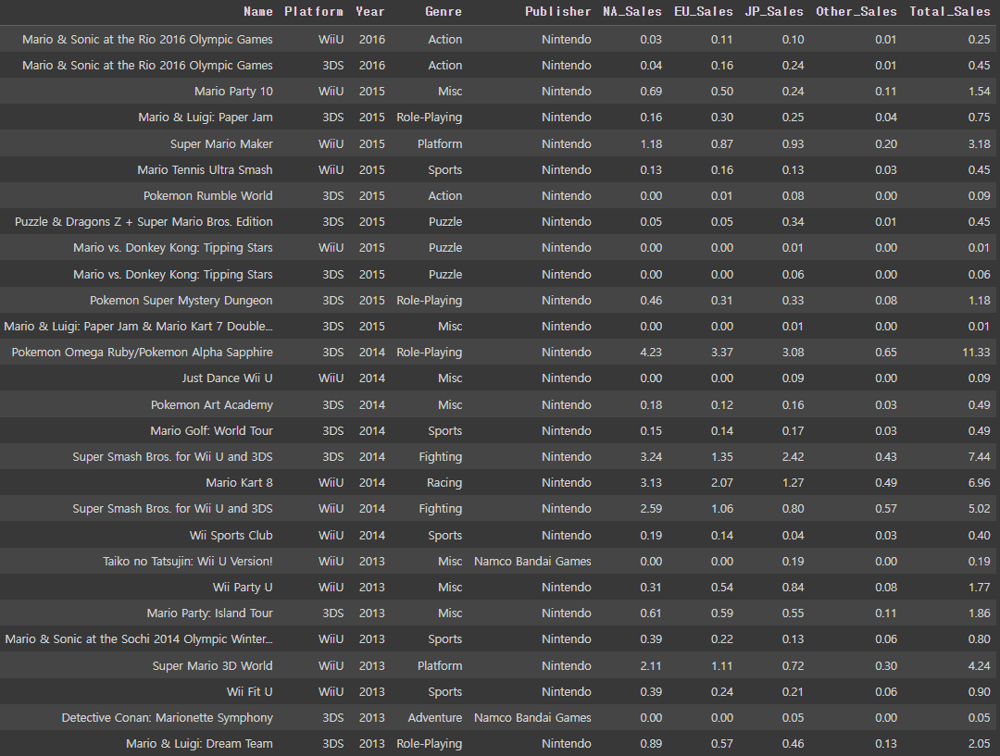 Name Platform Year Genre Publisher NA_Sales EU_Sales JP_Sales Other_Sales Total_Sales
Mario & Sonic at the Rio 2016 Olympic Games WiiU 2016 Action Nintendo 0.03 0.11 0.10 0.01 0.25
Mario & Sonic at the Rio 2016 Olympic Games 3DS 2016 Action Nintendo 0.04 0.16 0.24 0.01 0.45
Mario Party 10 WiiU 2015 Misc Nintendo 0.69 0.50 0.24 0.11 1.54
Mario & Luigi: Paper Jam 3DS 2015 Role-Playing Nintendo 0.16 0.30 0.25 0.04 0.75
Super Mario Maker WiiU 2015 Platform Nintendo 1.18 0.87 0.93 0.20 3.18
Mario Tennis Ultra Smash WiiU 2015 Sports Nintendo 0.13 0.16 0.13 0.03 0.45
Pokemon Rumble World 3DS 2015 Action Nintendo 0.00 0.01 0.08 0.00 0.09
Puzzle & Dragons Z + Super Mario Bros. Edition 3DS 2015 Puzzle Nintendo 0.05 0.05 0.34 0.01 0.45
Mario vs. Donkey Kong: Tipping Stars WiiU 2015 Puzzle Nintendo 0.00 0.00 0.01 0.00 0.01
Mario vs. Donkey Kong: Tipping Stars 3DS 2015 Puzzle Nintendo 0.00 0.00 0.06 0.00 0.06
Pokemon Super Mystery Dungeon 3DS 2015 Role-Playing Nintendo 0.46 0.31 0.33 0.08 1.18
Mario & Luigi: Paper Jam & Mario Kart 7 Double... 3DS 2015 Misc Nintendo 0.00 0.00 0.01 0.00 0.01
Pokemon Omega Ruby/Pokemon Alpha Sapphire 3DS 2014 Role-Playing Nintendo 4.23 3.37 3.08 0.65 11.33
Just Dance Wii U WiiU 2014 Misc Nintendo 0.00 0.00 0.09 0.00 0.09
Pokemon Art Academy 3DS 2014 Misc Nintendo 0.18 0.12 0.16 0.03 0.49
Mario Golf: World Tour 3DS 2014 Sports Nintendo 0.15 0.14 0.17 0.03 0.49
Super Smash Bros. for Wii U and 3DS 3DS 2014 Fighting Nintendo 3.24 1.35 2.42 0.43 7.44
Mario Kart 8 WiiU 2014 Racing Nintendo 3.13 2.07 1.27 0.49 6.96
Super Smash Bros. for Wii U and 3DS WiiU 2014 Fighting Nintendo 2.59 1.06 0.80 0.57 5.02
Wii Sports Club WiiU 2014 Sports Nintendo 0.19 0.14 0.04 0.03 0.40
Taiko no Tatsujin: Wii U Version! WiiU 2013 Misc Namco Bandai Games 0.00 0.00 0.19 0.00 0.19
Wii Party U WiiU 2013 Misc Nintendo 0.31 0.54 0.84 0.08 1.77
Mario Party: Island Tour 3DS 2013 Misc Nintendo 0.61 0.59 0.55 0.11 1.86
Mario & Sonic at the Sochi 2014 Olympic Winter... WiiU 2013 Sports Nintendo 0.39 0.22 0.13 0.06 0.80
Super Mario 3D World WiiU 2013 Platform Nintendo 2.11 1.11 0.72 0.30 4.24
Wii Fit U WiiU 2013 Sports Nintendo 0.39 0.24 0.21 0.06 0.90
Detective Conan: Marionette Symphony 3DS 2013 Adventure Namco Bandai Games 0.00 0.00 0.05 0.00 0.05
Mario & Luigi: Dream Team 3DS 2013 Role-Playing Nintendo 0.89 0.57 0.46 0.13 2.05